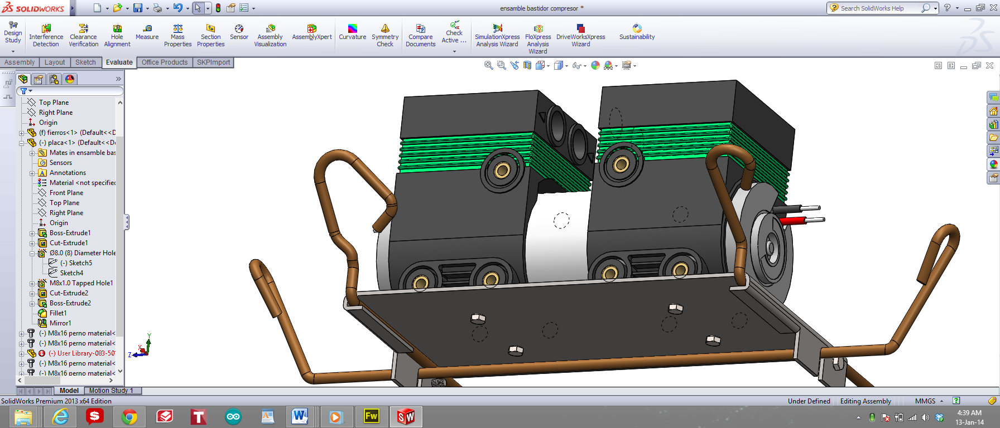 SOLIDWORKS
ensamble bastidor compresor *
Search SolidWorks Help
Design Study
Interference Detection
Clearance Verification
Hole Alignment
Measure
Mass Properties
Section Properties
Sensor
Assembly Visualization
AssemblyXpert
Curvature
Symmetry Check
Compare Documents
Check Active ...
SimulationXpress Analysis Wizard
FloXpress Analysis Wizard
DriveWorksXpress Wizard
Sustainability
Assembly Layout Sketch Evaluate Office Products SKPImport
Top Plane
Right Plane
Origin
(f) fierros<1> (Default<<D
(-) placa<1> (Default<<D
Mates in ensamble bas
Sensors
Annotations
Material <not specified
Front Plane
Top Plane
Right Plane
Origin
Boss-Extrude1
Cut-Extrude1
Ø8.0 (8) Diameter Hole
(-) Sketch5
Sketch4
M8x1.0 Tapped Hole1
Cut-Extrude2
Boss-Extrude2
Fillet1
Mirror1
(-) M8x16 perno material<
(-) M8x16 perno material<
(-) User Library-083-50
(-) M8x16 perno material<
(-) M8x16 perno material<
Y
X
Z
Model Motion Study 1
SolidWorks Premium 2013 x64 Edition
Under Defined Editing Assembly MMGS
Fw
SW
4:39 AM
13-Jan-14